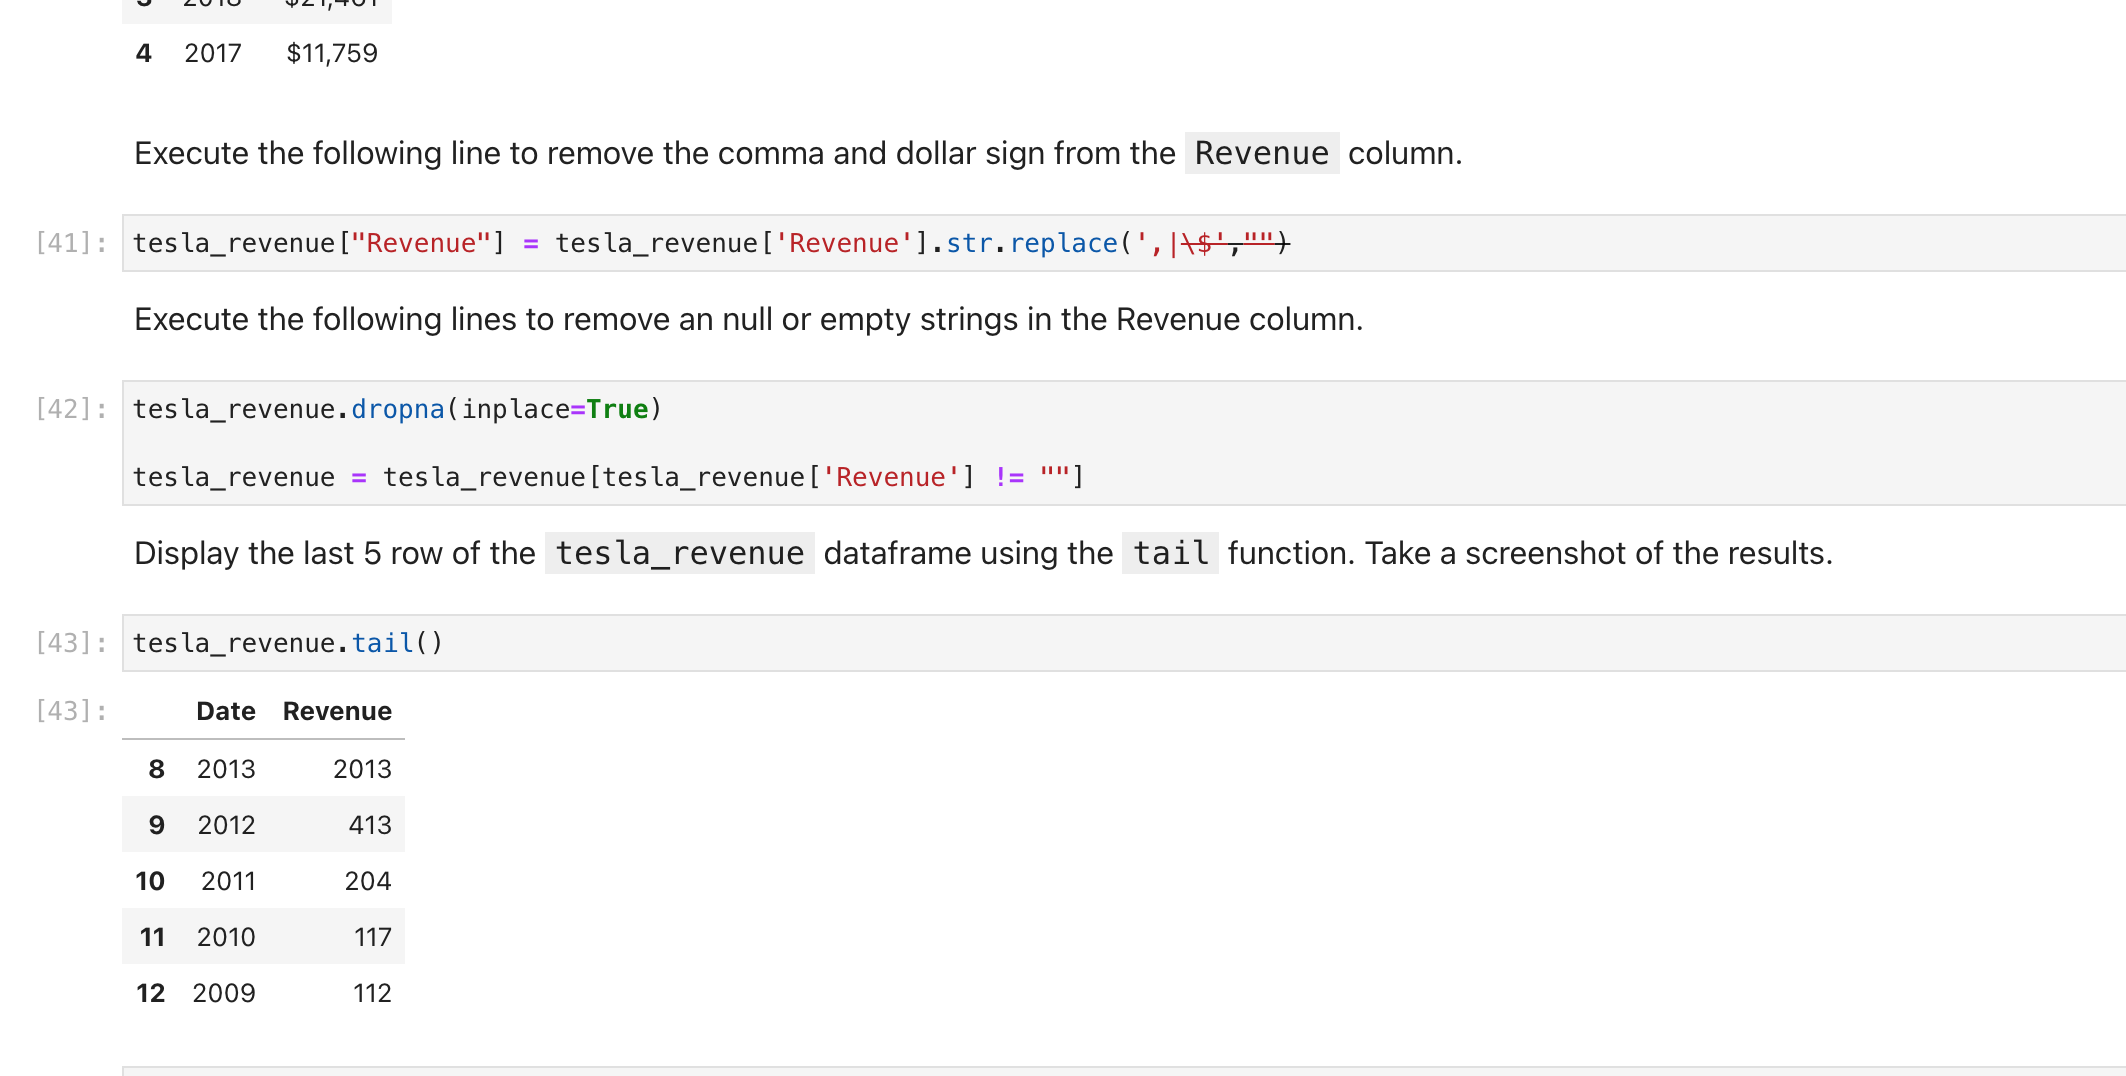 3 2018 $21,461
4 2017 $11,759
Execute the following line to remove the comma and dollar sign from the Revenue column.
[41]: tesla_revenue["Revenue"] = tesla_revenue['Revenue'].str.replace(',|\$',"")
Execute the following lines to remove an null or empty strings in the Revenue column.
[42]: tesla_revenue.dropna(inplace=True)
tesla_revenue = tesla_revenue[tesla_revenue['Revenue'] != ""]
Display the last 5 row of the tesla_revenue dataframe using the tail function. Take a screenshot of the results.
[43]: tesla_revenue.tail()
[43]: Date Revenue
8 2013 2013
9 2012 413
10 2011 204
11 2010 117
12 2009 112